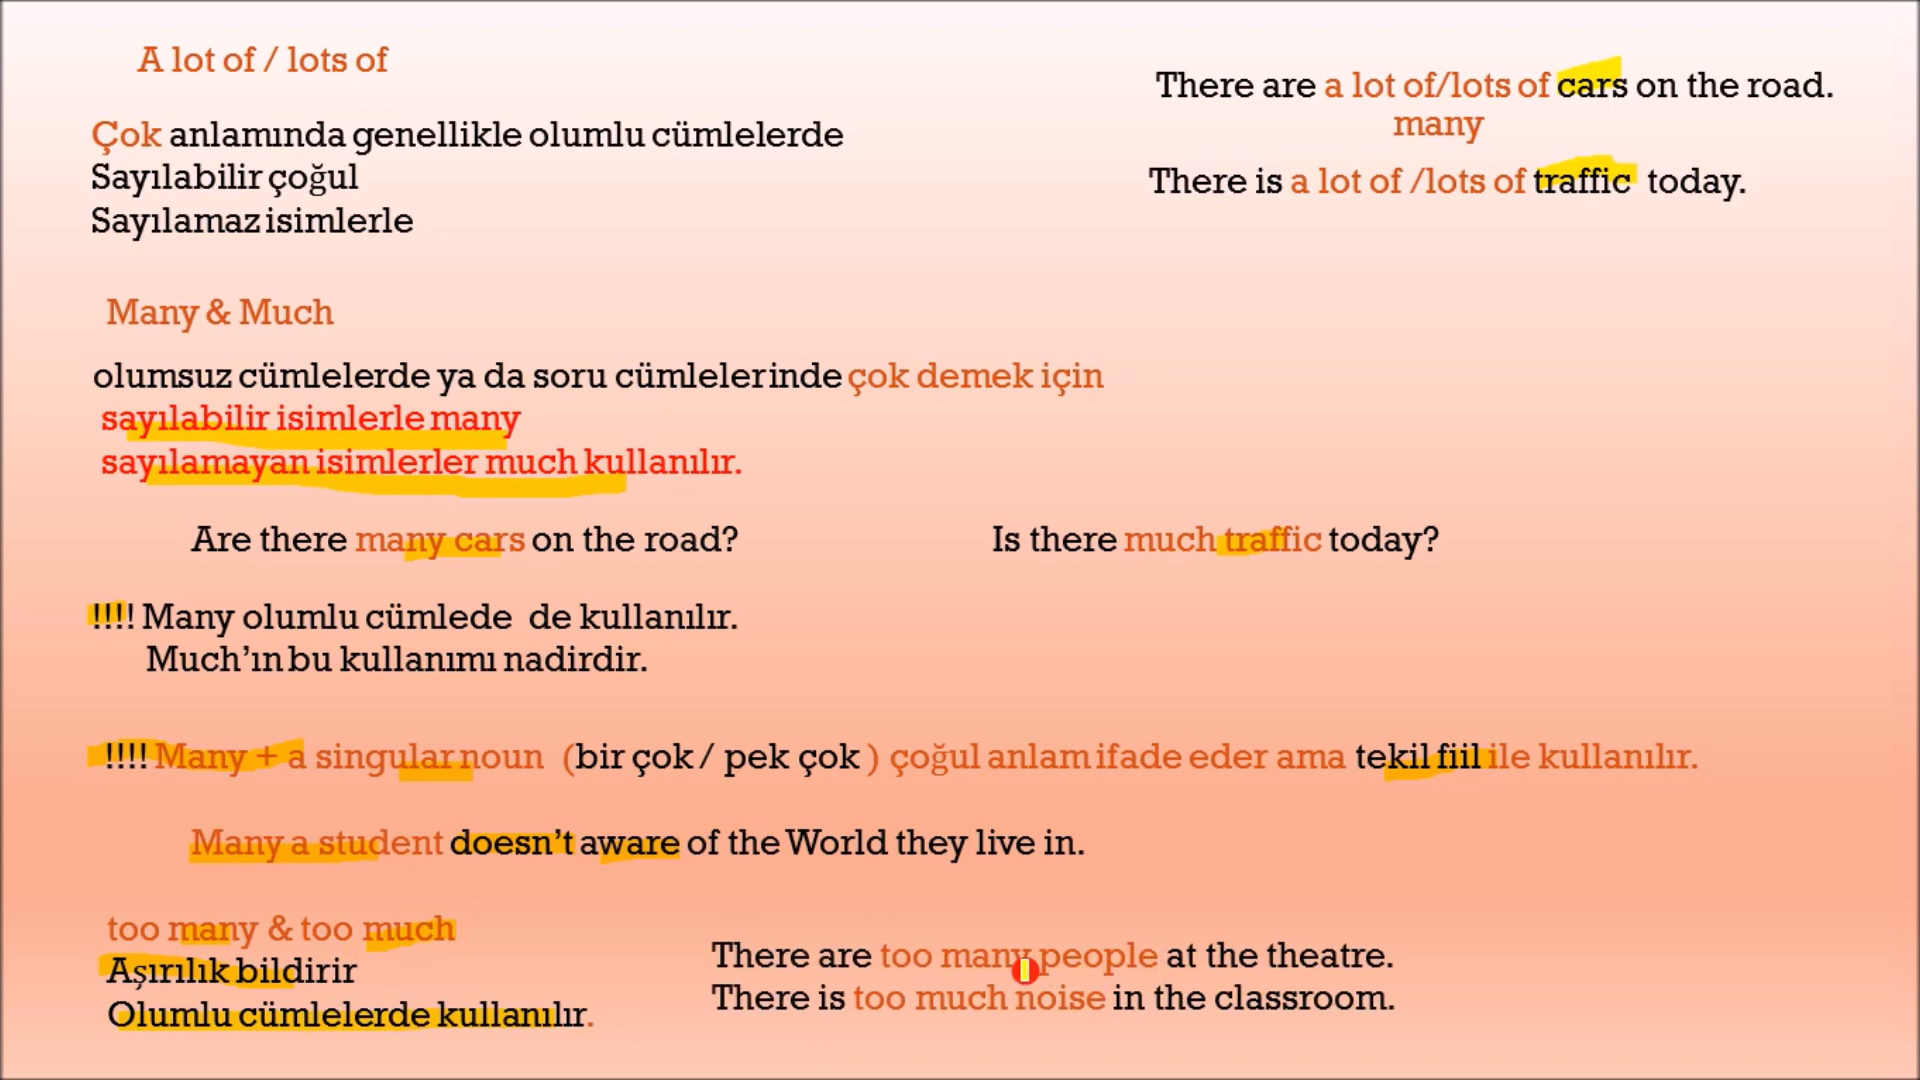 A lot of / lots of
Çok anlamında genellikle olumlu cümlelerde
Sayılabilir çoğul
Sayılamaz isimlerle
There are a lot of/lots of cars on the road.
many
There is a lot of /lots of traffic today.
Many & Much
olumsuz cümlelerde ya da soru cümlelerinde çok demek için
sayılabilir isimlerle many
sayılamayan isimlerler much kullanılır.
Are there many cars on the road?
Is there much traffic today?
!!!! Many olumlu cümlede de kullanılır.
Much’ın bu kullanımı nadirdir.
!!!! Many + a singular noun (bir çok / pek çok ) çoğul anlam ifade eder ama tekil fiil ile kullanılır.
Many a student doesn’t aware of the World they live in.
too many & too much
Aşırılık bildirir
Olumlu cümlelerde kullanılır.
There are too many people at the theatre.
There is too much noise in the classroom.